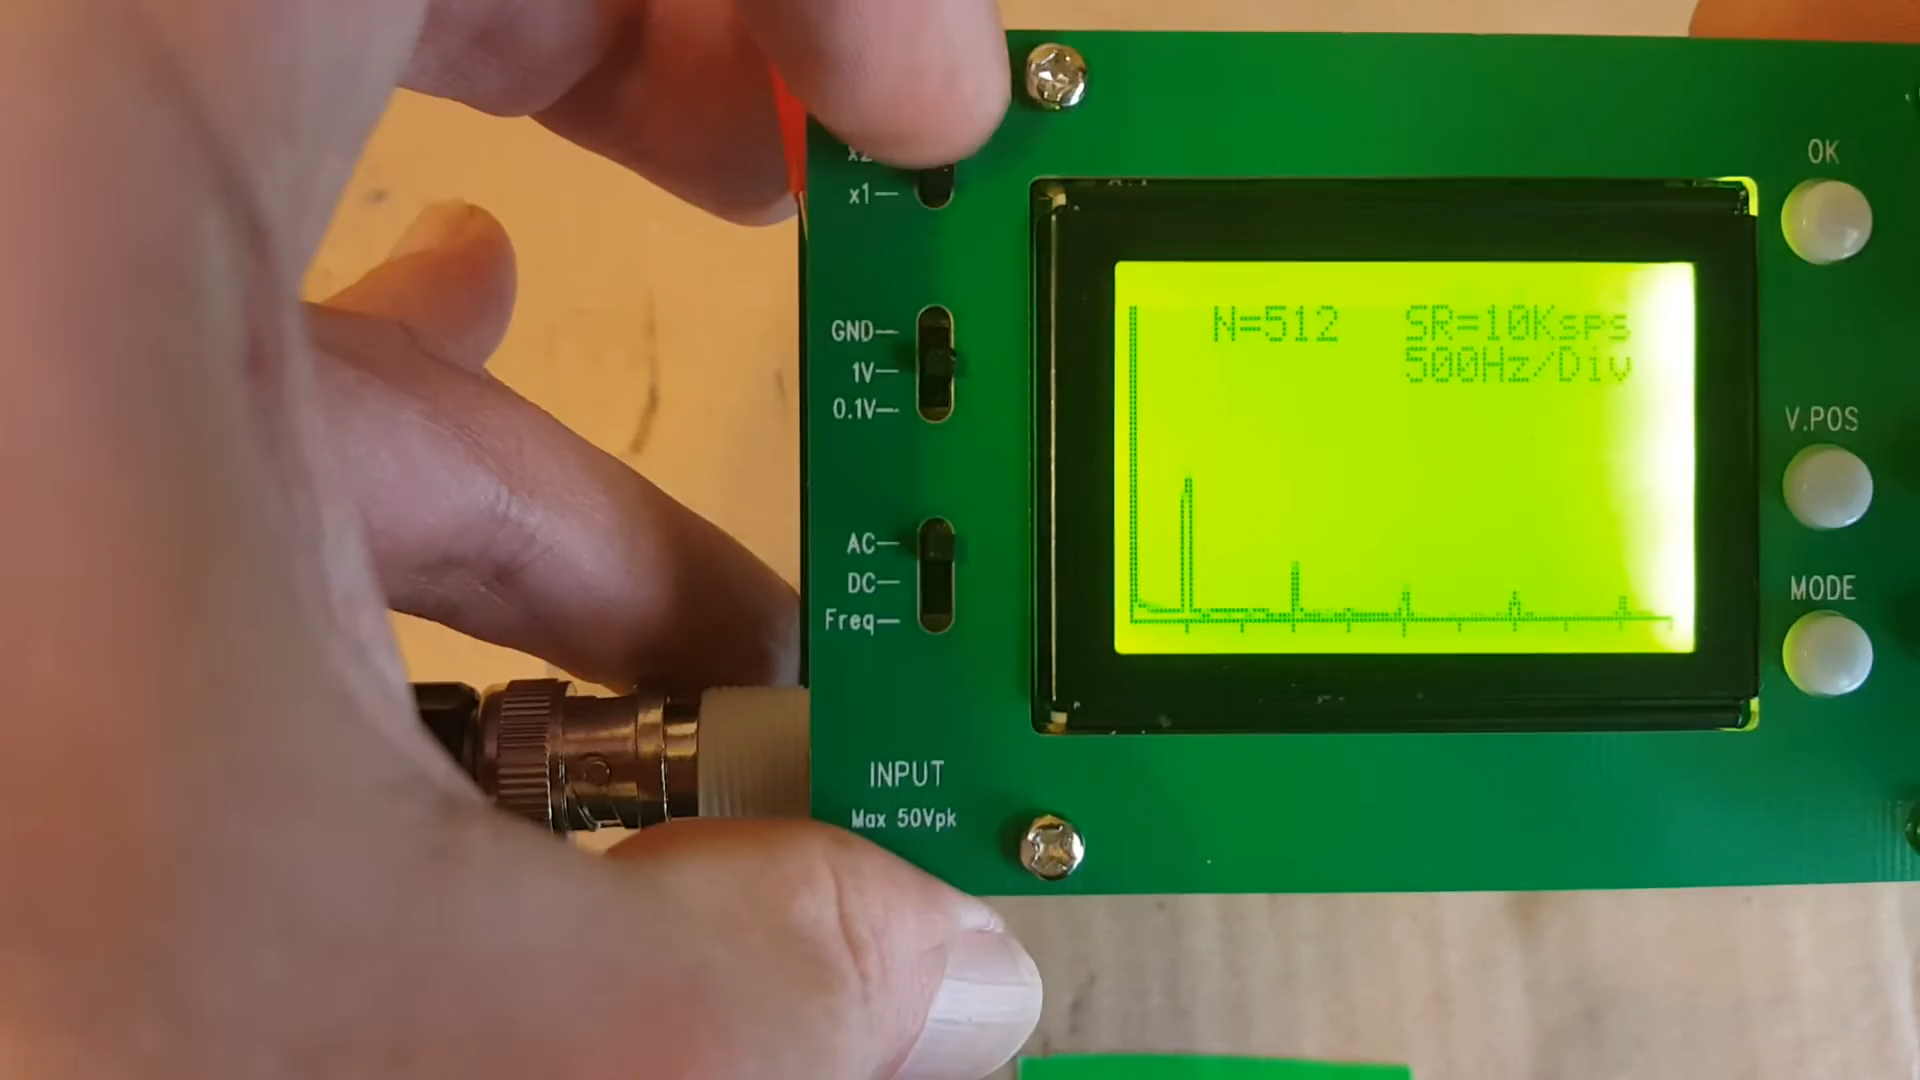 x2
x1
GND
1V
0.1V
AC
DC
Freq
INPUT
Max 50Vpk
N=512 SR=10Ksps
500Hz/Div
OK
V.POS
MODE